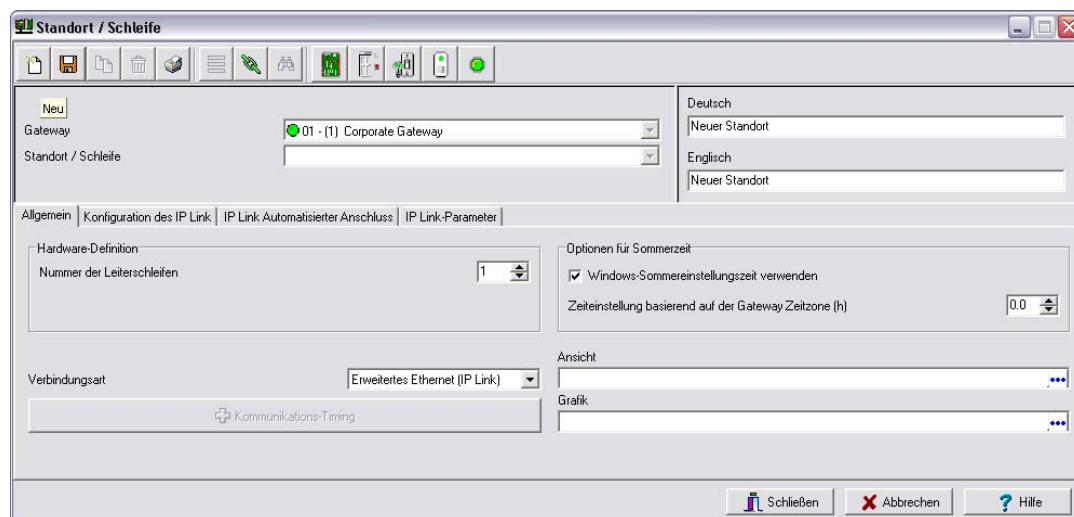 Standort / Schleife
Neu
Gateway
01 - (1) Corporate Gateway
Standort / Schleife
Deutsch
Neuer Standort
Englisch
Neuer Standort
Allgemein
Konfiguration des IP Link
IP Link Automatisierter Anschluss
IP Link-Parameter
Hardware-Definition
Nummer der Leiterschleifen
1
Optionen für Sommerzeit
Windows-Sommereinstellungszeit verwenden
Zeiteinstellung basierend auf der Gateway Zeitzone (h)
0.0
Verbindungsart
Erweitertes Ethernet (IP Link)
Kommunikations-Timing
Ansicht
Grafik
Schließen
Abbrechen
Hilfe